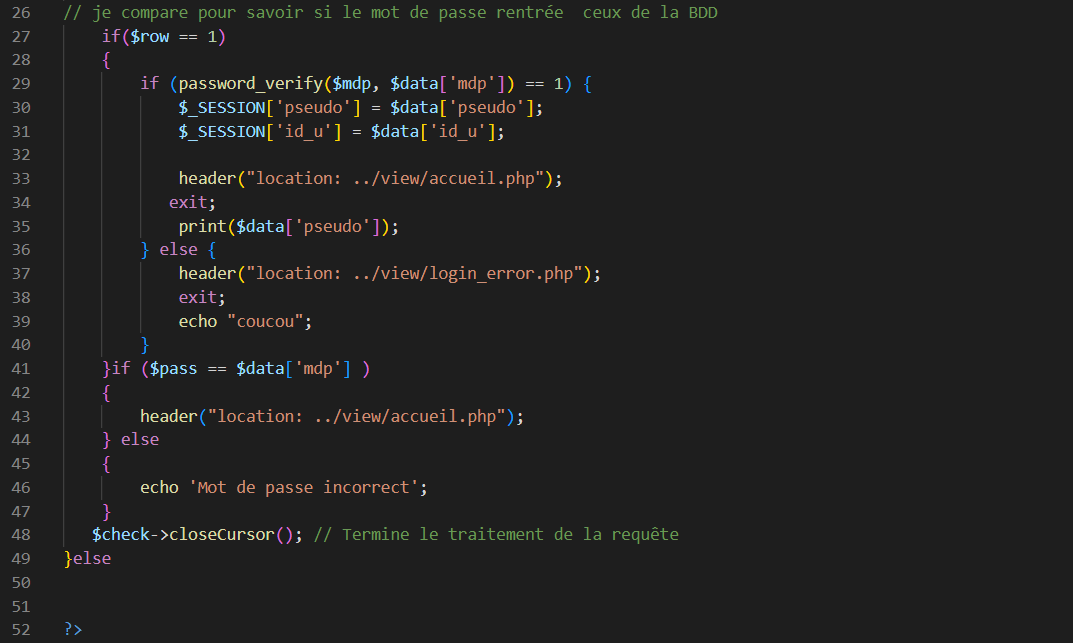 26 // je compare pour savoir si le mot de passe rentrée  ceux de la BDD
27     if($row == 1)
28     {
29         if (password_verify($mdp, $data['mdp']) == 1) {
30             $_SESSION['pseudo'] = $data['pseudo'];
31             $_SESSION['id_u'] = $data['id_u'];
32
33             header("location: ../view/accueil.php");
34            exit;
35             print($data['pseudo']);
36         } else {
37             header("location: ../view/login_error.php");
38             exit;
39             echo "coucou";
40         }
41     }if ($pass == $data['mdp'] )
42     {
43         header("location: ../view/accueil.php");
44     } else
45     {
46         echo 'Mot de passe incorrect';
47     }
48    $check->closeCursor(); // Termine le traitement de la requête
49 }else
50
51
52 ?>